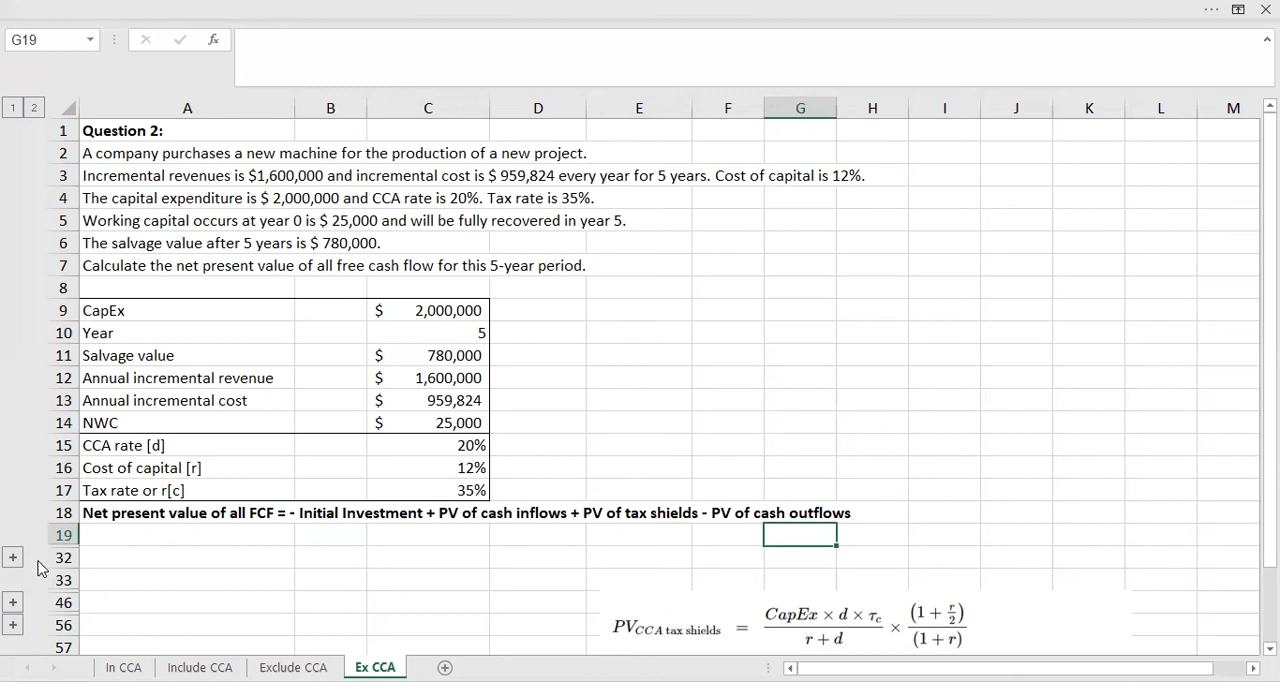 G19
fx
1 2
A B C D E F G H I J K L M
1 Question 2:
2 A company purchases a new machine for the production of a new project.
3 Incremental revenues is $1,600,000 and incremental cost is $ 959,824 every year for 5 years. Cost of capital is 12%.
4 The capital expenditure is $ 2,000,000 and CCA rate is 20%. Tax rate is 35%.
5 Working capital occurs at year 0 is $ 25,000 and will be fully recovered in year 5.
6 The salvage value after 5 years is $ 780,000.
7 Calculate the net present value of all free cash flow for this 5-year period.
8
9 CapEx $ 2,000,000
10 Year 5
11 Salvage value $ 780,000
12 Annual incremental revenue $ 1,600,000
13 Annual incremental cost $ 959,824
14 NWC $ 25,000
15 CCA rate [d] 20%
16 Cost of capital [r] 12%
17 Tax rate or r[c] 35%
18 Net present value of all FCF = - Initial Investment + PV of cash inflows + PV of tax shields - PV of cash outflows
19
32
33
46
56
57
PV_{CCA tax shields} = \frac{CapEx × d × τ_c}{r + d} × \frac{(1 + \frac{r}{2})}{(1 + r)}
In CCA Include CCA Exclude CCA Ex CCA